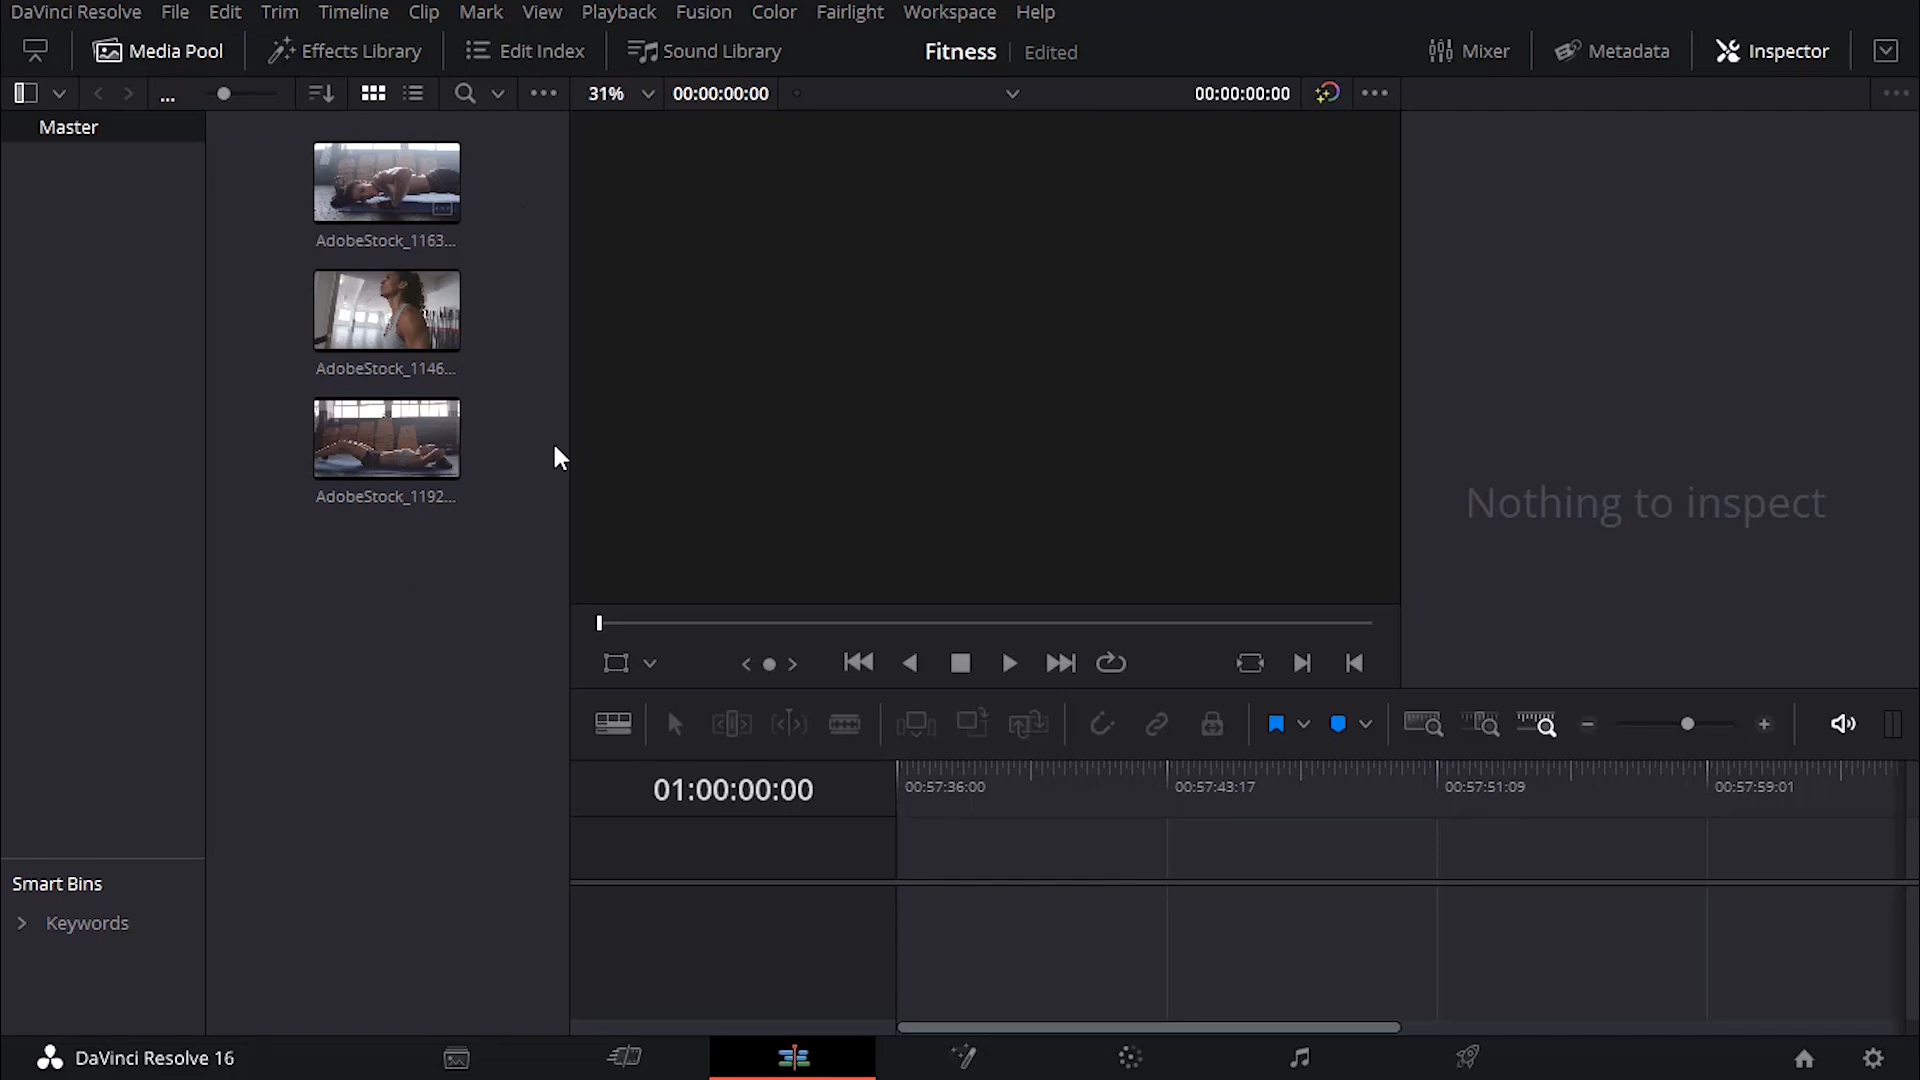 DaVinci Resolve File Edit Trim Timeline Clip Mark View Playback Fusion Color Fairlight Workspace Help
Media Pool Effects Library Edit Index Sound Library Fitness Edited Mixer Metadata Inspector
... 31% 00:00:00:00 00:00:00:00
Master
AdobeStock_1163...
AdobeStock_1146...
AdobeStock_1192...
Nothing to inspect
01:00:00:00
00:57:36:00 00:57:43:17 00:57:51:09 00:57:59:01
Smart Bins
Keywords
DaVinci Resolve 16